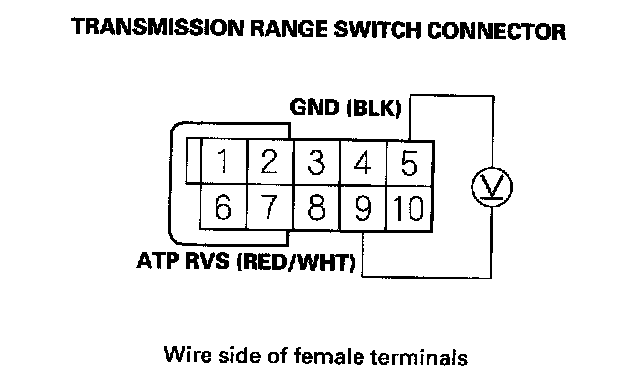 TRANSMISSION RANGE SWITCH CONNECTOR
GND (BLK)
1 2 3 4 5
6 7 8 9 10
V
ATP RVS (RED/WHT)
Wire side of female terminals